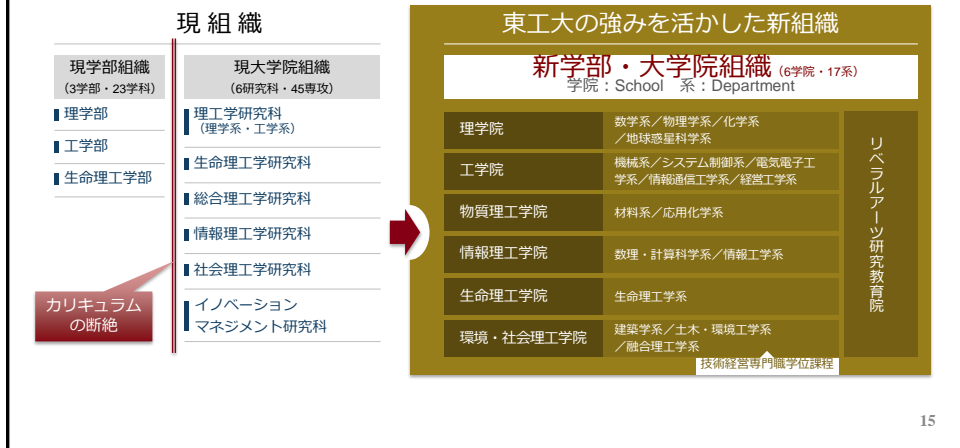 現 組 織
現学部組織
（3学部・23学科）
理学部
工学部
生命理工学部
現大学院組織
（6研究科・45専攻）
理工学研究科
（理学系・工学系）
生命理工学研究科
総合理工学研究科
情報理工学研究科
社会理工学研究科
イノベーション
マネジメント研究科
カリキュラム
の断絶
東工大の強みを活かした新組織
新学部・大学院組織（6学院・17系）
学院：School　系：Department
理学院
数学系／物理学系／化学系
／地球惑星科学系
工学院
機械系／システム制御系／電気電子工
学系／情報通信工学系／経営工学系
物質理工学院
材料系／応用化学系
情報理工学院
数理・計算科学系／情報工学系
生命理工学院
生命理工学系
環境・社会理工学院
建築学系／土木・環境工学系
／融合理工学系
技術経営専門職学位課程
リベラルアーツ研究教育院
15